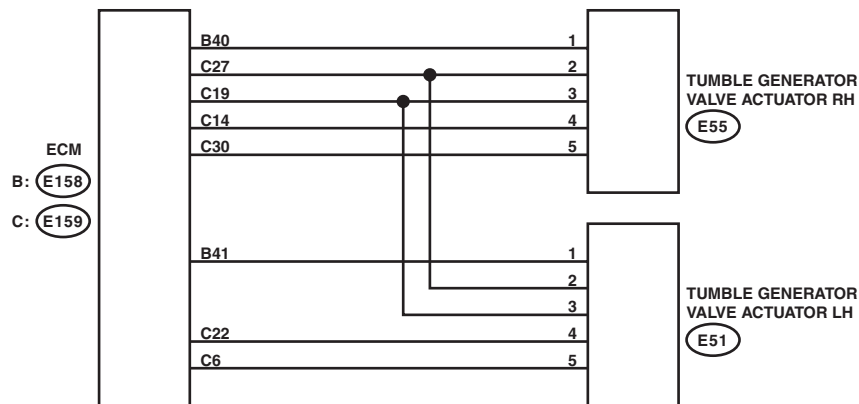 B40 1
C27 2
C19 3
C14 4
C30 5
TUMBLE GENERATOR
VALVE ACTUATOR RH
E55
ECM
B: E158
C: E159
B41 1
2
3
C22 4
C6 5
TUMBLE GENERATOR
VALVE ACTUATOR LH
E51